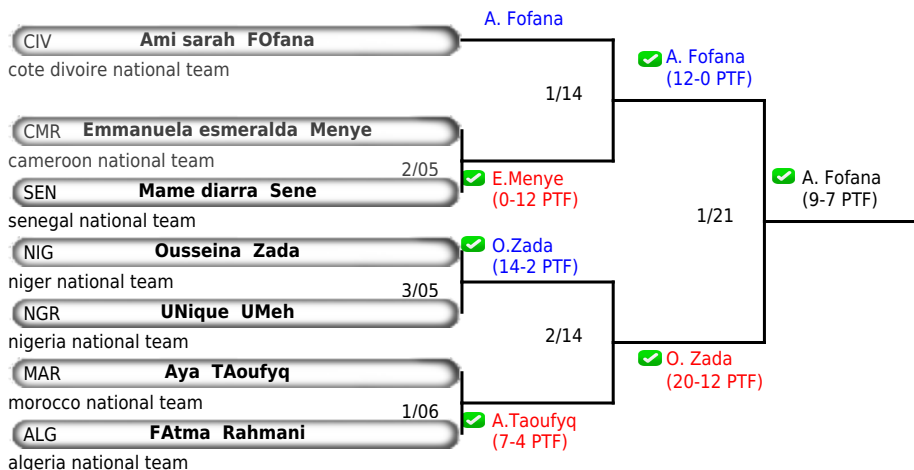 A. Fofana
CIV Ami sarah FOfana
cote divoire national team
A. Fofana
(12-0 PTF)
1/14
CMR Emmanuela esmeralda Menye
cameroon national team
2/05
E.Menye
(0-12 PTF)
SEN Mame diarra Sene
senegal national team
A. Fofana
(9-7 PTF)
1/21
NIG Ousseina Zada
niger national team
O.Zada
(14-2 PTF)
3/05
NGR UNique UMeh
nigeria national team
2/14
MAR Aya TAoufyq
morocco national team
O. Zada
(20-12 PTF)
1/06
A.Taoufyq
(7-4 PTF)
ALG FAtma Rahmani
algeria national team